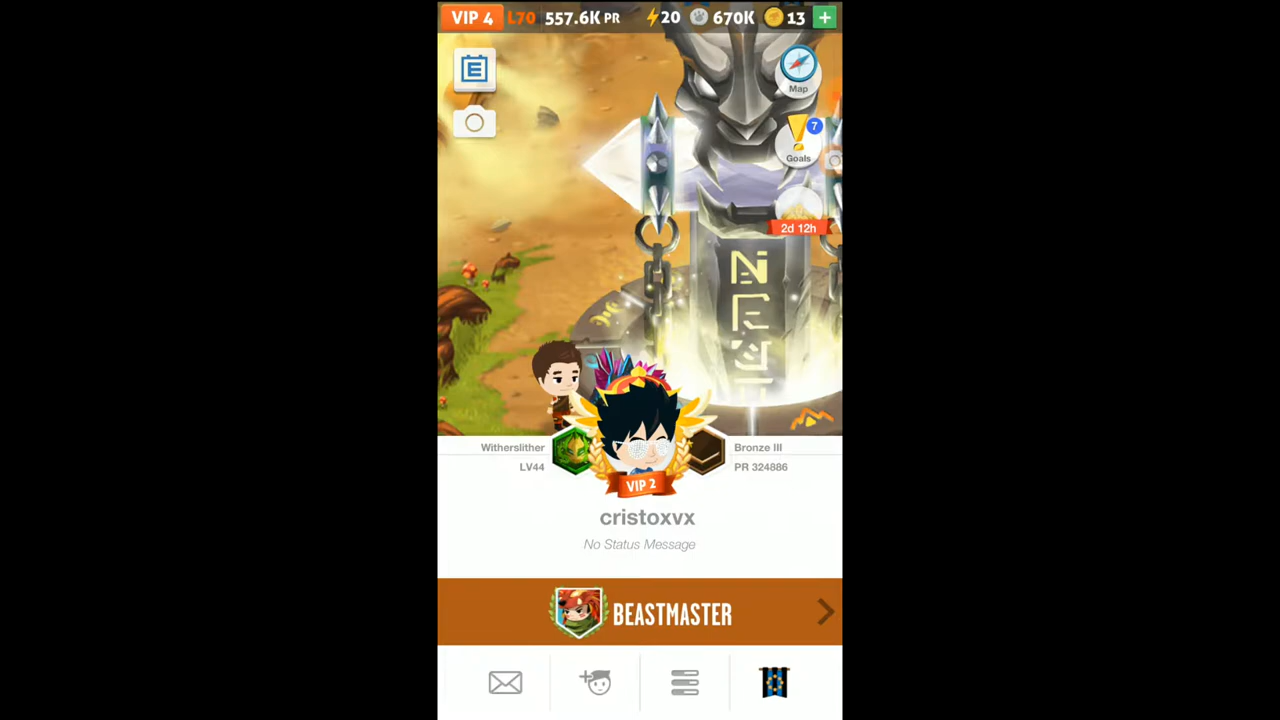 VIP 4 L70 557.6K PR 20 670K 13 +
E
Map
7
Goals
2d 12h
Witherslither
LV44
Bronze III
PR 324886
VIP 2
cristoxvx
No Status Message
BEASTMASTER